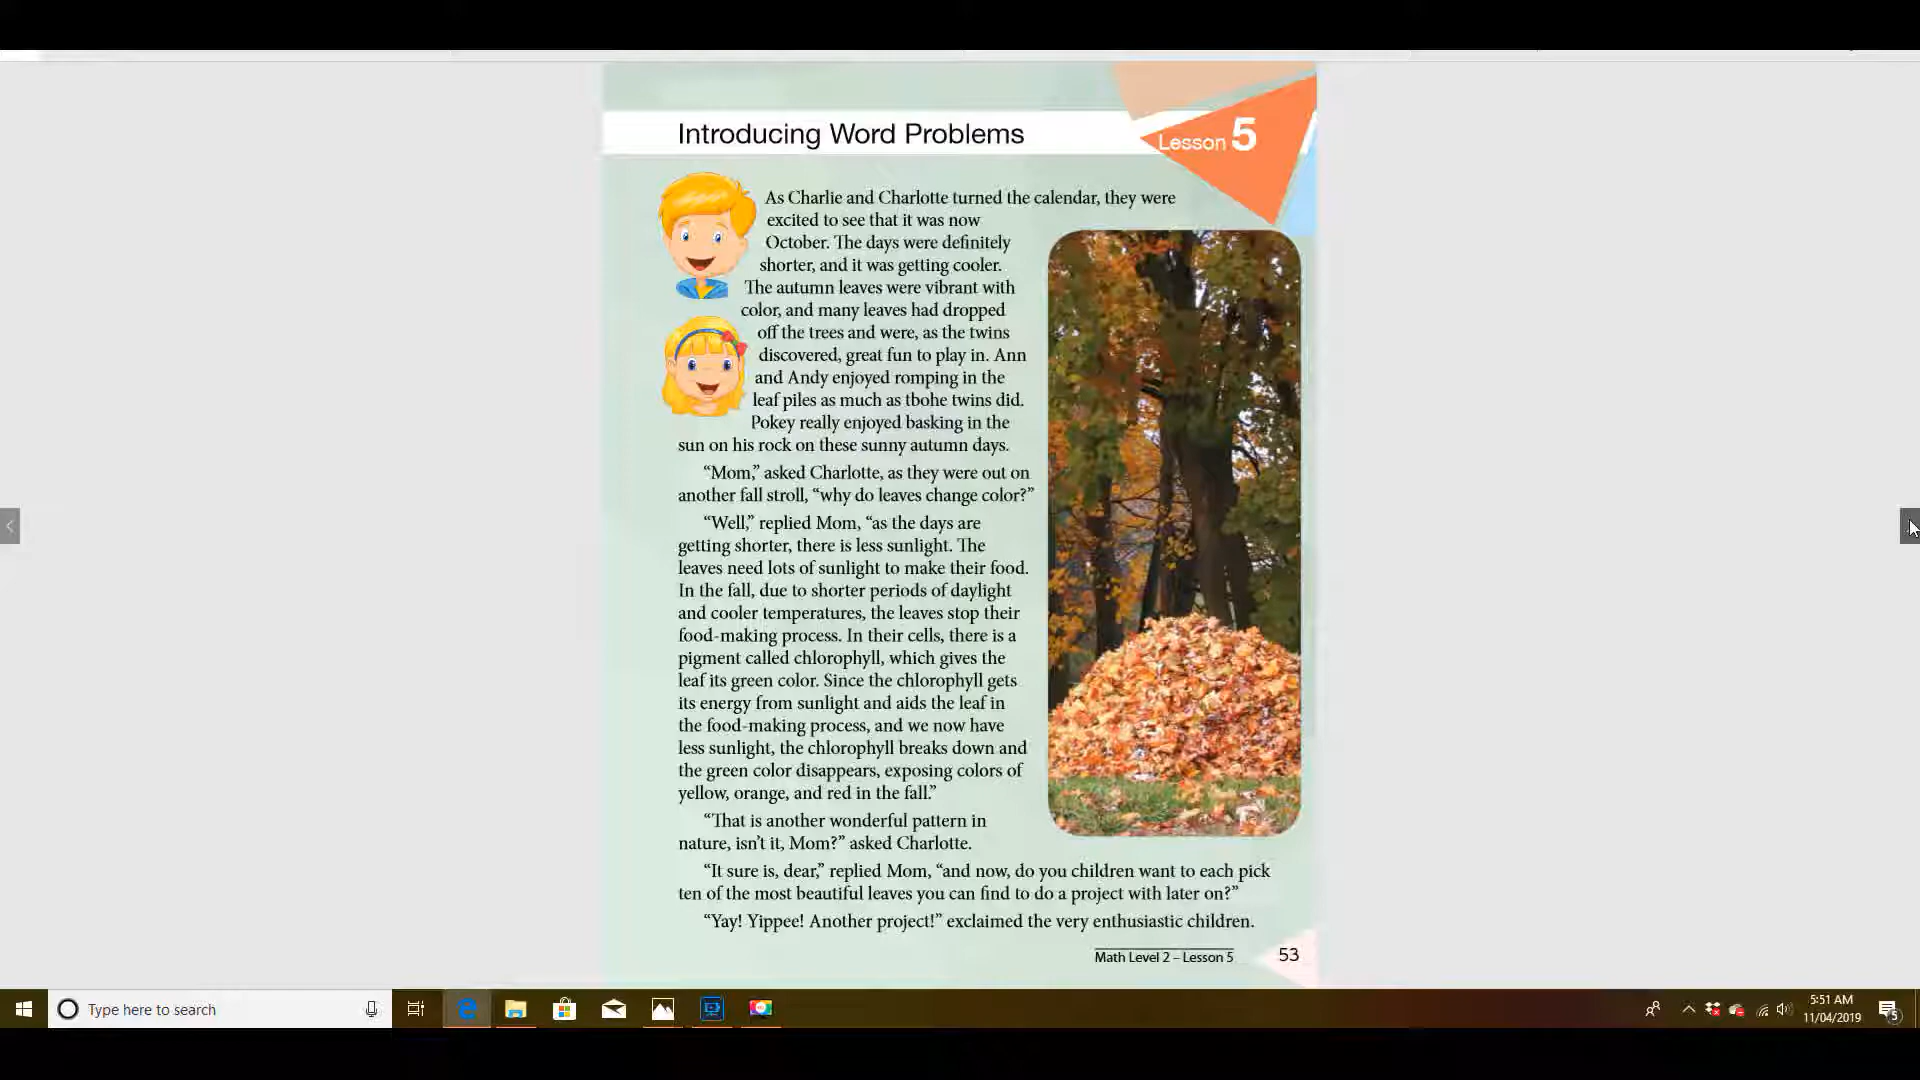 Introducing Word Problems
Lesson 5
As Charlie and Charlotte turned the calendar, they were
excited to see that it was now
October. The days were definitely
shorter, and it was getting cooler.
The autumn leaves were vibrant with
color, and many leaves had dropped
off the trees and were, as the twins
discovered, great fun to play in. Ann
and Andy enjoyed romping in the
leaf piles as much as tbohe twins did.
Pokey really enjoyed basking in the
sun on his rock on these sunny autumn days.
“Mom,” asked Charlotte, as they were out on
another fall stroll, “why do leaves change color?”
“Well,” replied Mom, “as the days are
getting shorter, there is less sunlight. The
leaves need lots of sunlight to make their food.
In the fall, due to shorter periods of daylight
and cooler temperatures, the leaves stop their
food-making process. In their cells, there is a
pigment called chlorophyll, which gives the
leaf its green color. Since the chlorophyll gets
its energy from sunlight and aids the leaf in
the food-making process, and we now have
less sunlight, the chlorophyll breaks down and
the green color disappears, exposing colors of
yellow, orange, and red in the fall.”
“That is another wonderful pattern in
nature, isn’t it, Mom?” asked Charlotte.
“It sure is, dear,” replied Mom, “and now, do you children want to each pick
ten of the most beautiful leaves you can find to do a project with later on?”
“Yay! Yippee! Another project!” exclaimed the very enthusiastic children.
Math Level 2 – Lesson 5
53
Type here to search
5:51 AM
11/04/2019
5